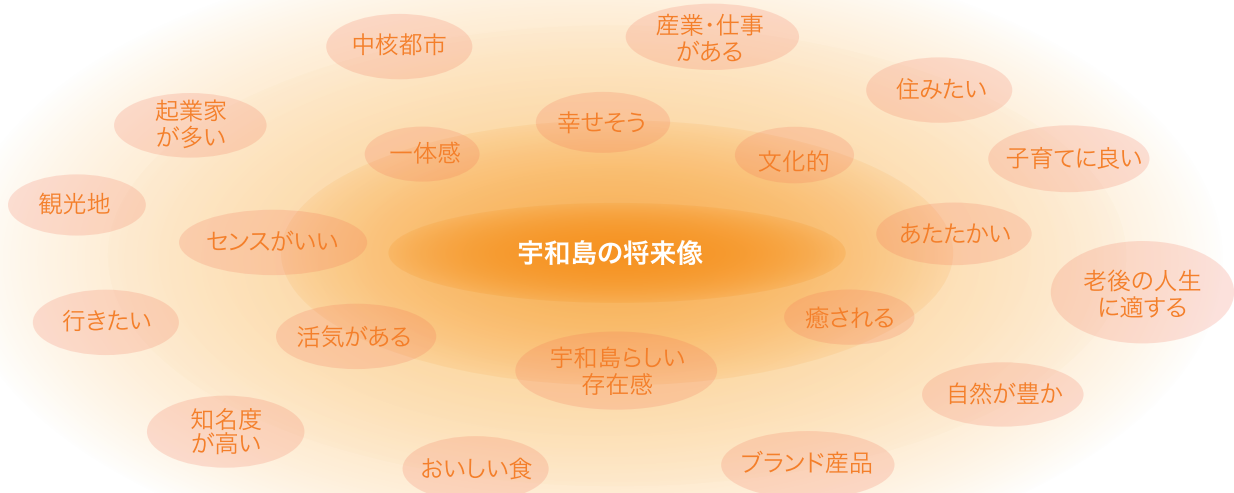 中核都市
産業・仕事
がある
住みたい
起業家
が多い
幸せそう
一体感
文化的
子育てに良い
観光地
センスがいい
あたたかい
宇和島の将来像
老後の人生
に適する
行きたい
活気がある
癒される
宇和島らしい
存在感
自然が豊か
知名度
が高い
おいしい食
ブランド産品